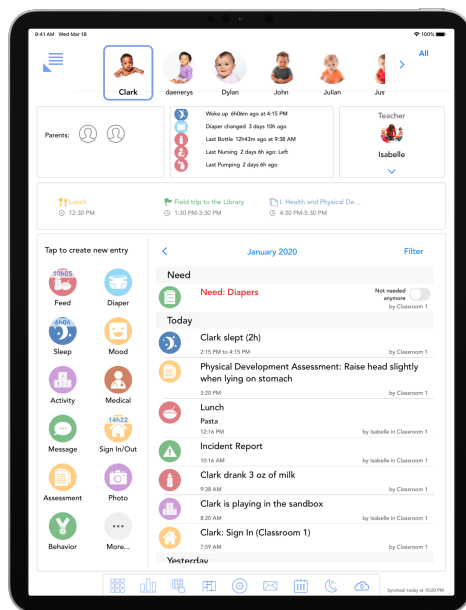 9:41 AM Wed Mar 18
100%
All
Clark
daenerys
Dylan
John
Julian
Jus
Parents:
Woke up 6h06m ago at 4:15 PM
Diaper changed 3 days 10h ago
Last Bottle 12h43m ago at 9:38 AM
Last Nursing 2 days 6h ago: Left
Last Pumping 2 days 6h ago
Teacher
Isabelle
Lunch
12:30 PM
Field trip to the Library
1:30 PM-3:30 PM
I. Health and Physical De...
4:30 PM-5:30 PM
Tap to create new entry
10h05
Feed
Diaper
6h06
Sleep
Mood
Activity
Medical
Message
14h22
Sign In/Out
Assessment
Photo
Behavior
More...
January 2020
Filter
Need
Need: Diapers
Not needed
anymore
by Classroom 1
Today
Clark slept (2h)
2:15 PM to 4:15 PM
by Classroom 1
Physical Development Assessment: Raise head slightly
when lying on stomach
3:20 PM
by Classroom 1
Lunch
Pasta
12:16 PM
by Isabelle in Classroom 1
Incident Report
10:16 AM
by Isabelle in Classroom 1
Clark drank 3 oz of milk
9:38 AM
by Classroom 1
Clark is playing in the sandbox
8:20 AM
by Isabelle in Classroom 1
Clark: Sign In (Classroom 1)
7:59 AM
by Classroom 1
Yesterday
Synched: today at 10:20 PM